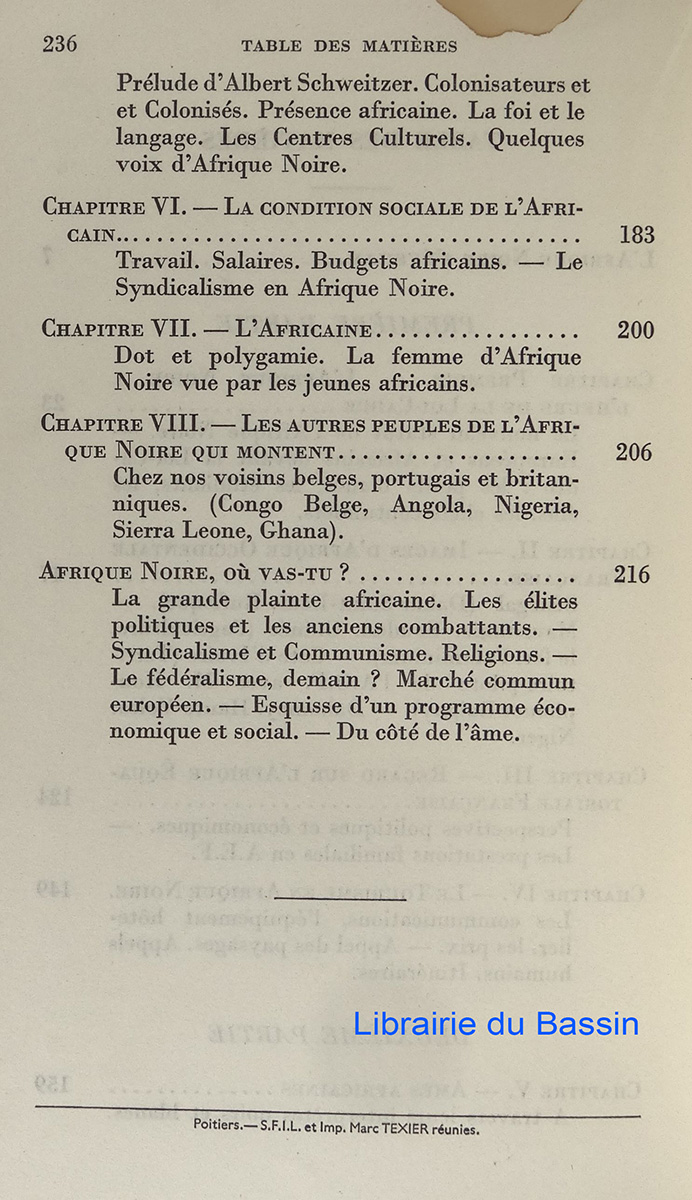 236 TABLE DES MATIÈRES
Prélude d'Albert Schweitzer. Colonisateurs et
et Colonisés. Présence africaine. La foi et le
langage. Les Centres Culturels. Quelques
voix d'Afrique Noire.
CHAPITRE VI. — LA CONDITION SOCIALE DE L'AFRI-
CAIN........................................ 183
Travail. Salaires. Budgets africains. — Le
Syndicalisme en Afrique Noire.
CHAPITRE VII. — L'AFRICAINE................. 200
Dot et polygamie. La femme d'Afrique
Noire vue par les jeunes africains.
CHAPITRE VIII. — LES AUTRES PEUPLES DE L'AFRI-
QUE NOIRE QUI MONTENT.................... 206
Chez nos voisins belges, portugais et britan-
niques. (Congo Belge, Angola, Nigeria,
Sierra Leone, Ghana).
AFRIQUE NOIRE, OÙ VAS-TU ? .................. 216
La grande plainte africaine. Les élites
politiques et les anciens combattants. —
Syndicalisme et Communisme. Religions. —
Le fédéralisme, demain ? Marché commun
européen. — Esquisse d'un programme éco-
nomique et social. — Du côté de l'âme.
Librairie du Bassin
Poitiers.— S.F.I.L. et Imp. Marc TEXIER réunies.